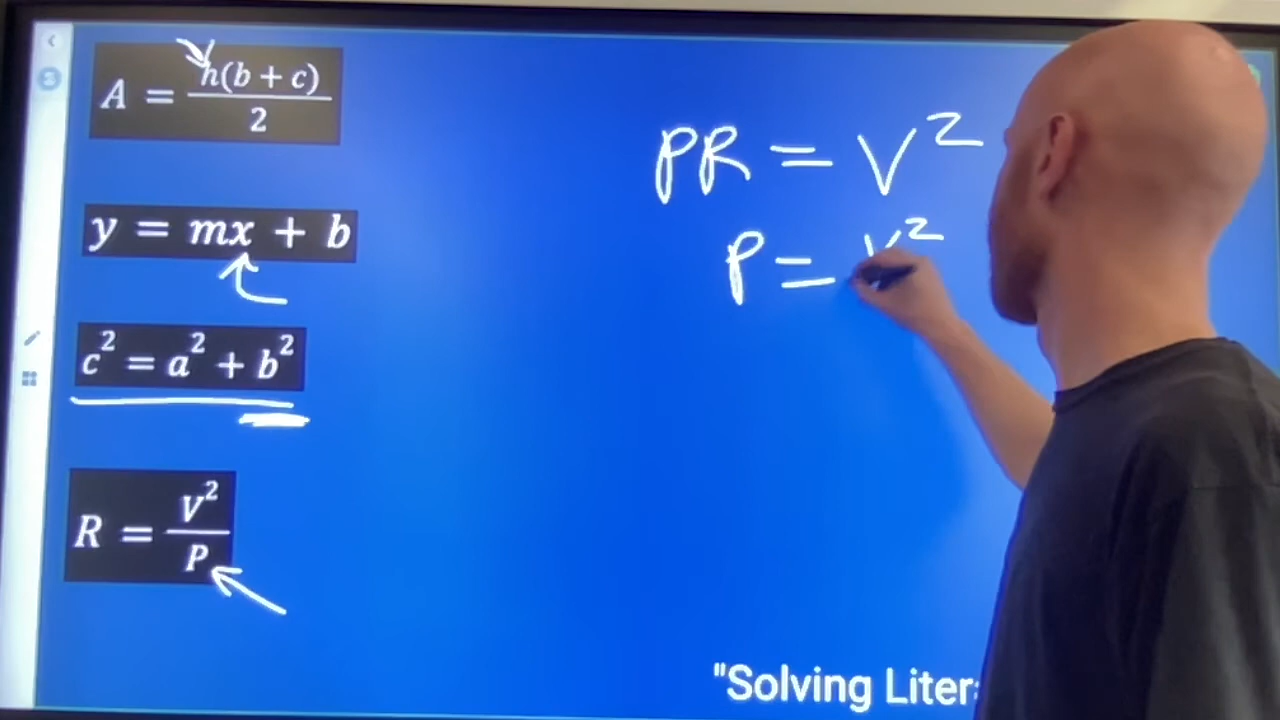 A = h(b + c) / 2
y = mx + b
c² = a² + b²
R = V² / P
PR = V²
P = V²
"Solving Liter